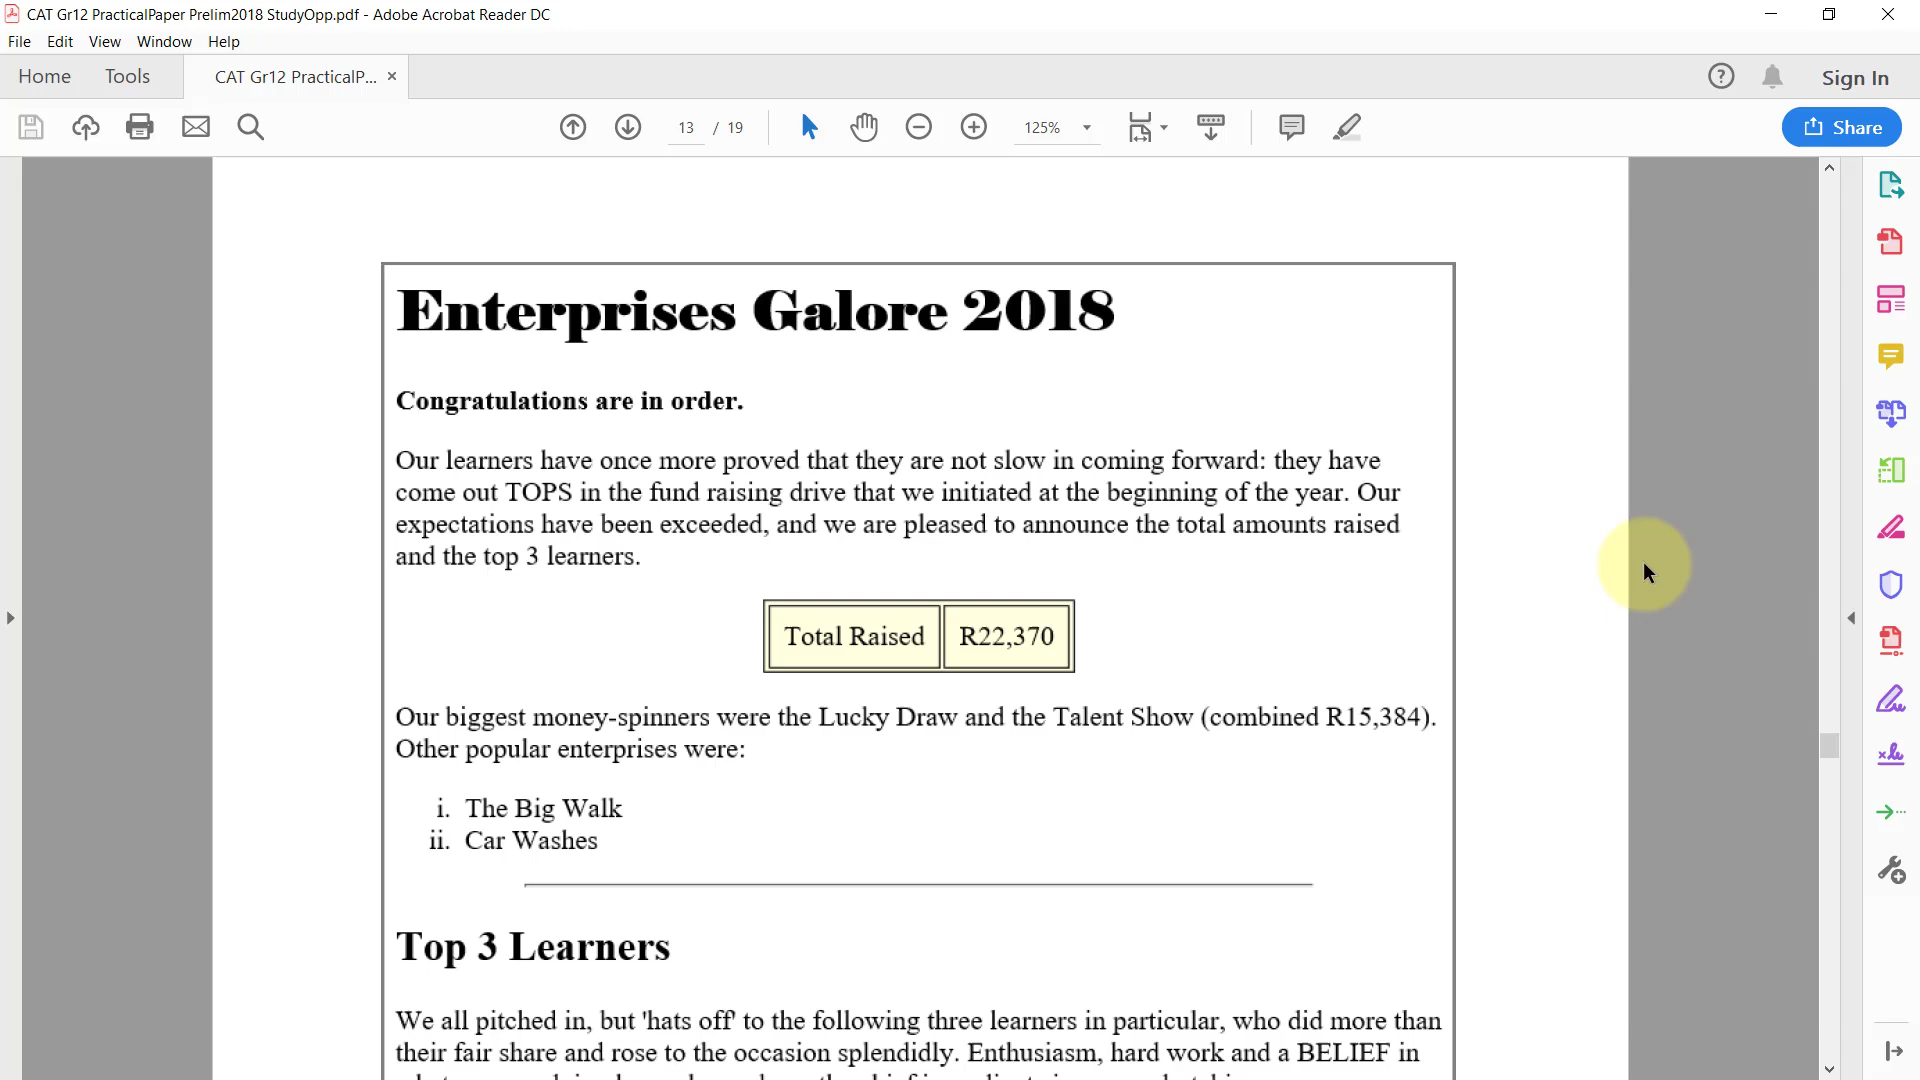 CAT Gr12 PracticalPaper Prelim2018 StudyOpp.pdf - Adobe Acrobat Reader DC
File Edit View Window Help
Home Tools CAT Gr12 PracticalP... Sign In
13 / 19 125% Share
Enterprises Galore 2018
Congratulations are in order.
Our learners have once more proved that they are not slow in coming forward: they have
come out TOPS in the fund raising drive that we initiated at the beginning of the year. Our
expectations have been exceeded, and we are pleased to announce the total amounts raised
and the top 3 learners.
Total Raised R22,370
Our biggest money-spinners were the Lucky Draw and the Talent Show (combined R15,384).
Other popular enterprises were:
i. The Big Walk
ii. Car Washes
Top 3 Learners
We all pitched in, but 'hats off' to the following three learners in particular, who did more than
their fair share and rose to the occasion splendidly. Enthusiasm, hard work and a BELIEF in